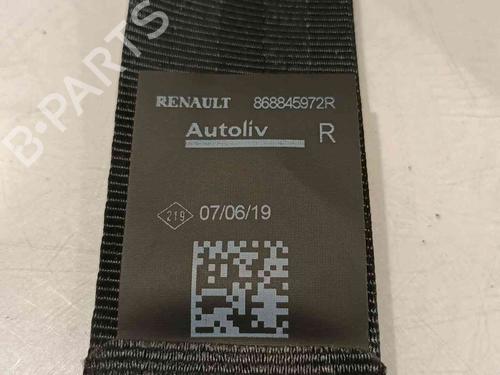 B-PARTS
RENAULT 868845972R
Autoliv R
219 07/06/19